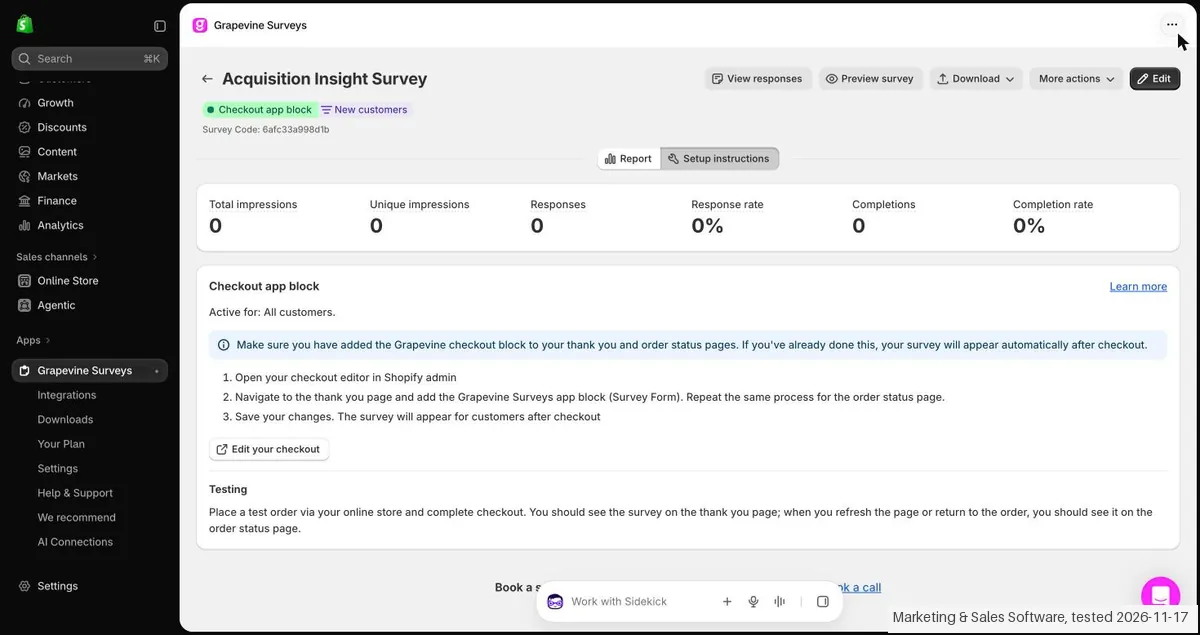 Search ⌘K
Customers
Growth
Discounts
Content
Markets
Finance
Analytics
Sales channels
Online Store
Agentic
Apps
Grapevine Surveys
Integrations
Downloads
Your Plan
Settings
Help & Support
We recommend
AI Connections
Settings
Grapevine Surveys
Acquisition Insight Survey
View responses Preview survey Download More actions Edit
Checkout app block New customers
Survey Code: 6afc33a998d1b
Report Setup instructions
Total impressions Unique impressions Responses Response rate Completions Completion rate
0 0 0 0% 0 0%
Checkout app block Learn more
Active for: All customers.
Make sure you have added the Grapevine checkout block to your thank you and order status pages. If you've already done this, your survey will appear automatically after checkout.
1. Open your checkout editor in Shopify admin
2. Navigate to the thank you page and add the Grapevine Surveys app block (Survey Form). Repeat the same process for the order status page.
3. Save your changes. The survey will appear for customers after checkout
Edit your checkout
Testing
Place a test order via your online store and complete checkout. You should see the survey on the thank you page; when you refresh the page or return to the order, you should see it on the
order status page.
Book a call
Work with Sidekick
Marketing & Sales Software, tested 2026-11-17